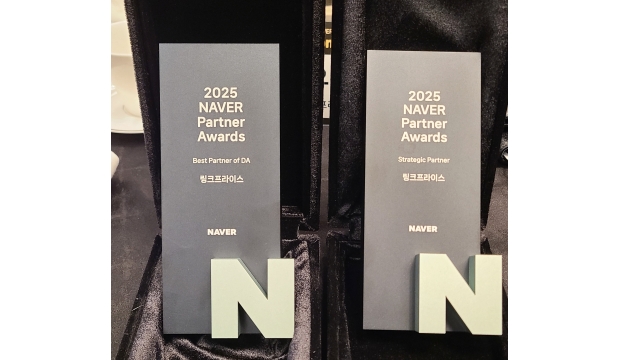 2025
NAVER
Partner
Awards
Best Partner of DA
링크프라이스
NAVER
N
2025
NAVER
Partner
Awards
Strategic Partner
링크프라이스
NAVER
N